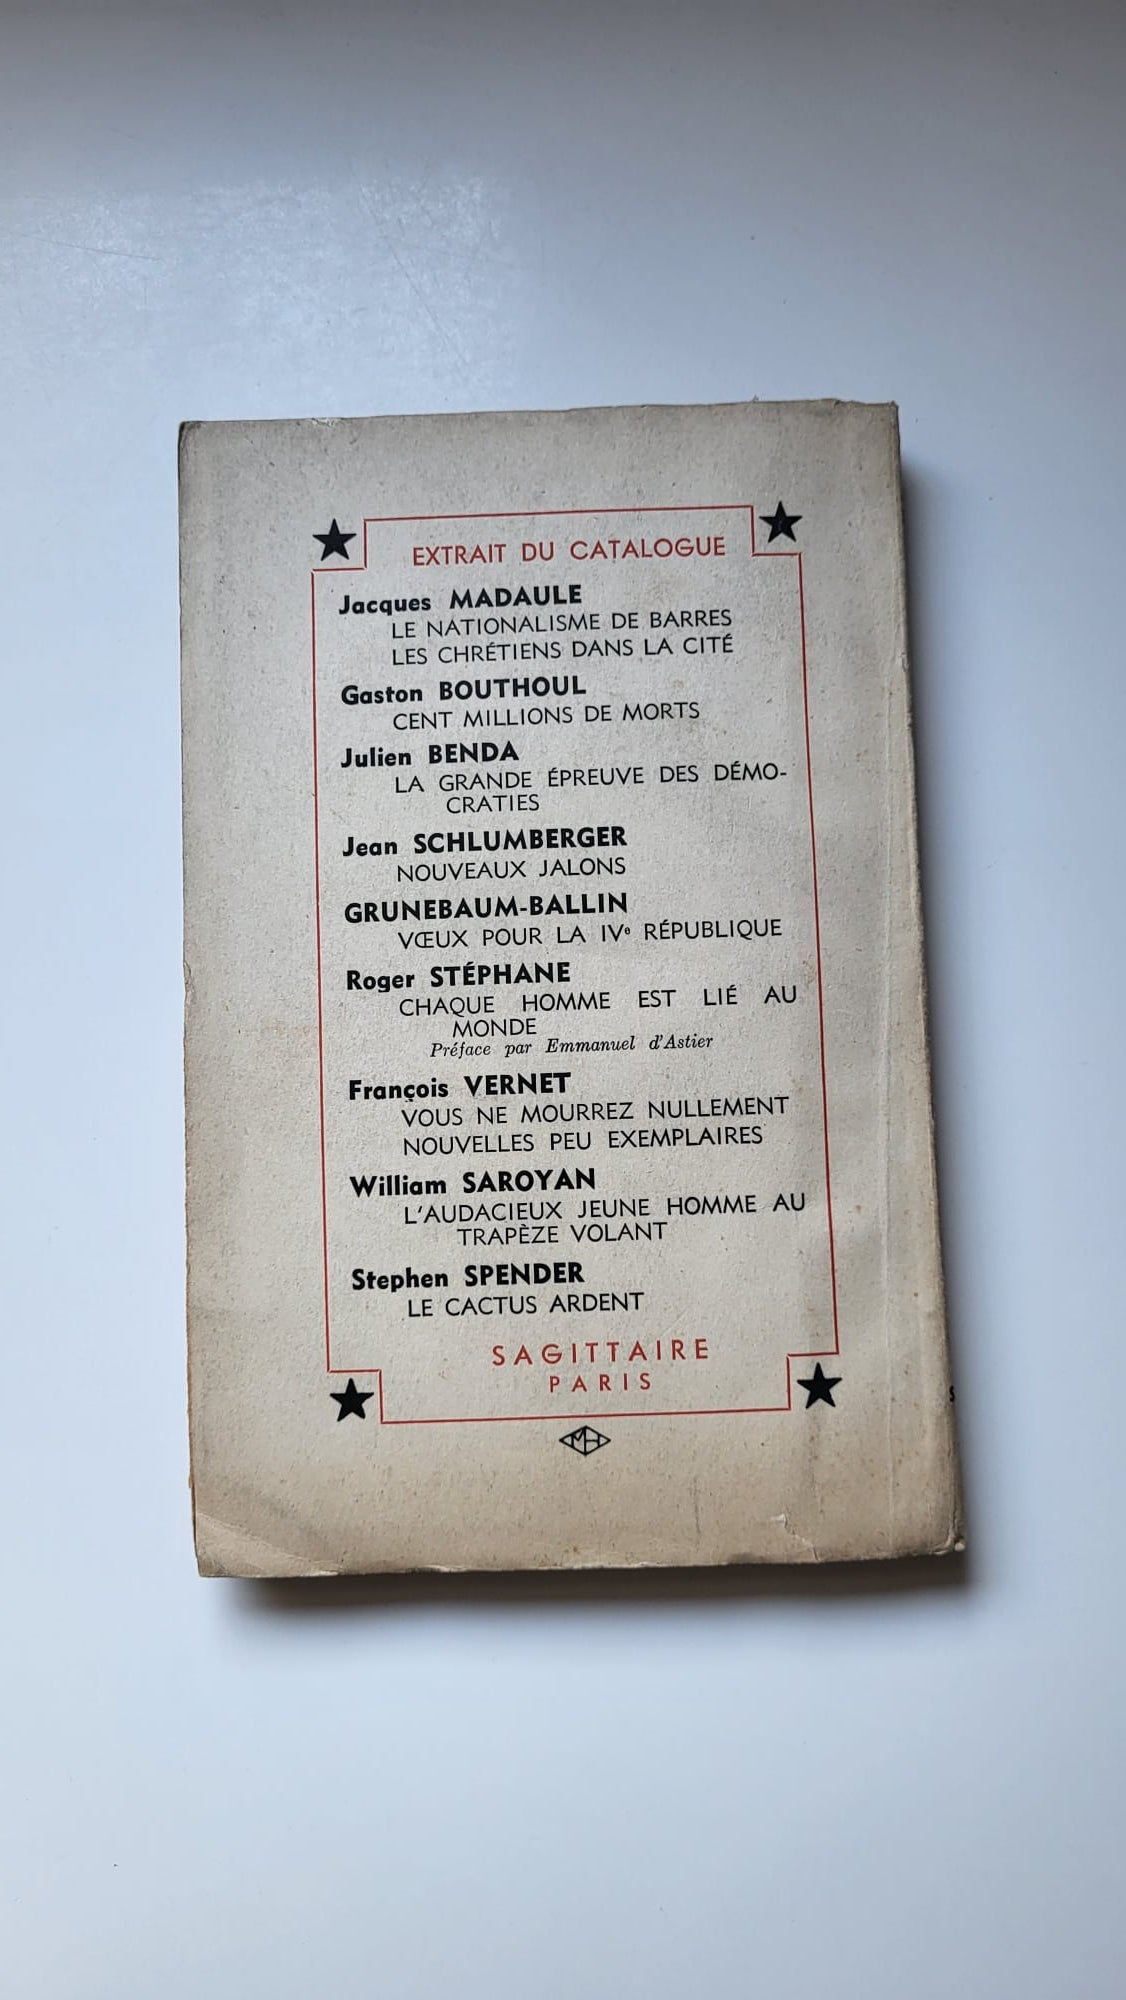 EXTRAIT DU CATALOGUE
Jacques MADAULE
LE NATIONALISME DE BARRES
LES CHRÉTIENS DANS LA CITÉ
Gaston BOUTHOUL
CENT MILLIONS DE MORTS
Julien BENDA
LA GRANDE ÉPREUVE DES DÉMO-
CRATIES
Jean SCHLUMBERGER
NOUVEAUX JALONS
GRUNEBAUM-BALLIN
VŒUX POUR LA IVe RÉPUBLIQUE
Roger STÉPHANE
CHAQUE HOMME EST LIÉ AU
MONDE
Préface par Emmanuel d'Astier
François VERNET
VOUS NE MOURREZ NULLEMENT
NOUVELLES PEU EXEMPLAIRES
William SAROYAN
L'AUDACIEUX JEUNE HOMME AU
TRAPÈZE VOLANT
Stephen SPENDER
LE CACTUS ARDENT
SAGITTAIRE
PARIS